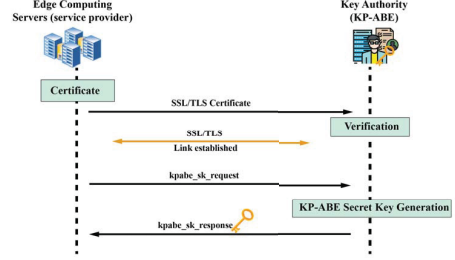 Edge Computing
Servers (service provider)
Key Authority
(KP-ABE)
Certificate
SSL/TLS Certificate
Verification
SSL/TLS
Link established
kpabe_sk_request
KP-ABE Secret Key Generation
kpabe_sk_response